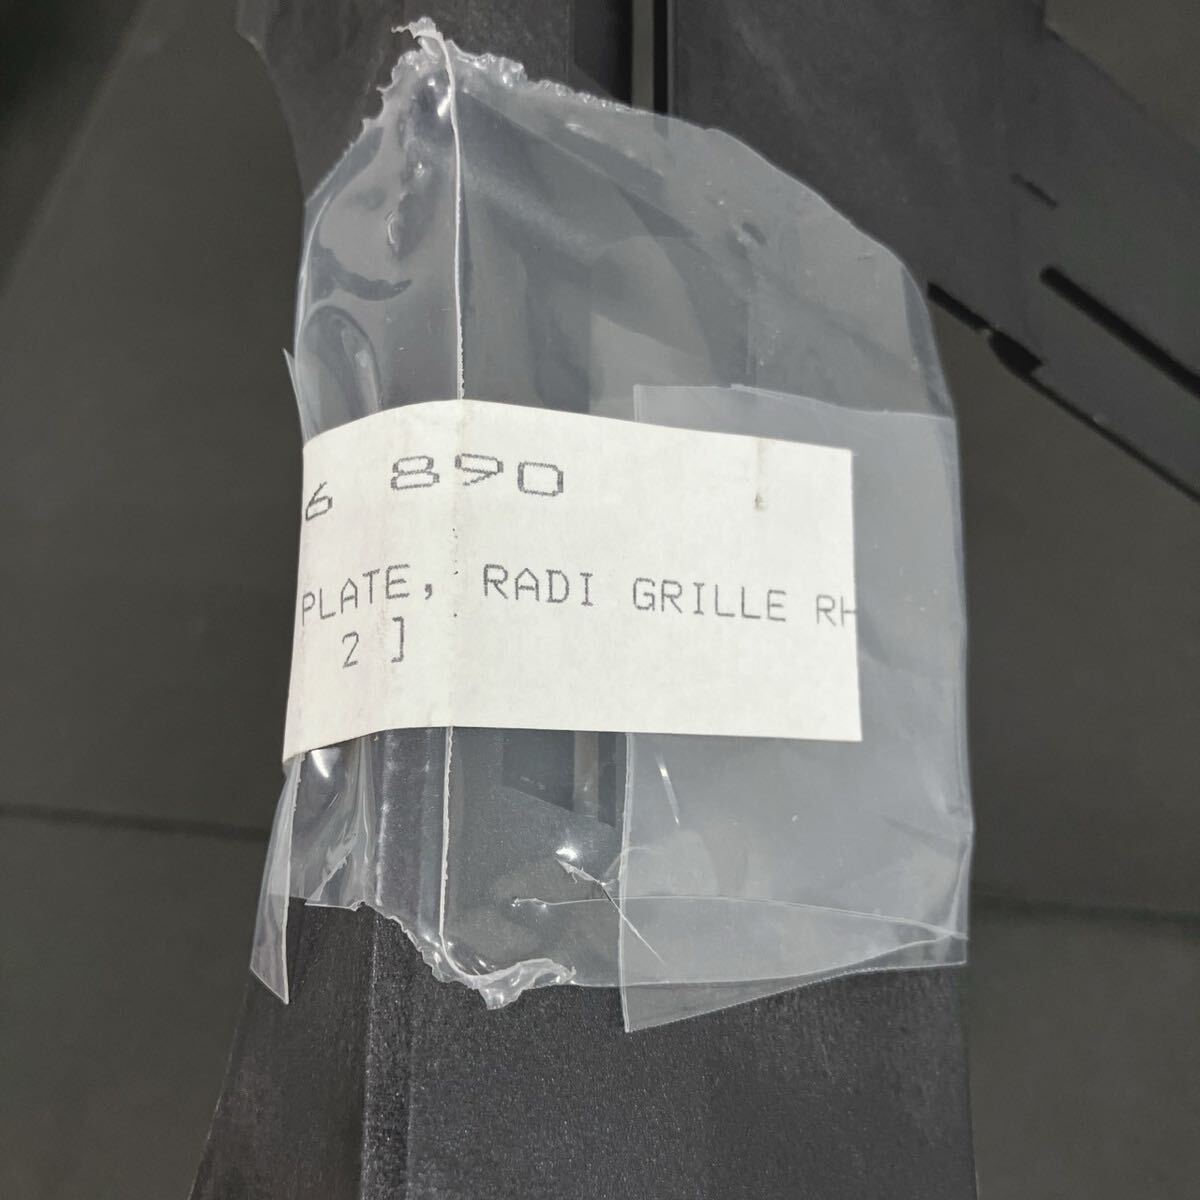 6 890
PLATE, RADI GRILLE RH
2 ]